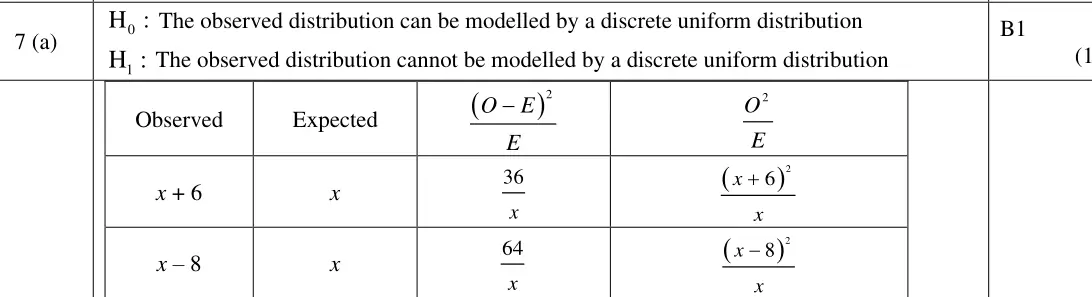 7 (a)
H₀ : The observed distribution can be modelled by a discrete uniform distribution
H₁ : The observed distribution cannot be modelled by a discrete uniform distribution
B1
(1
Observed Expected (O − E)²/E O²/E
x + 6 x 36/x (x + 6)²/x
x – 8 x 64/x (x − 8)²/x